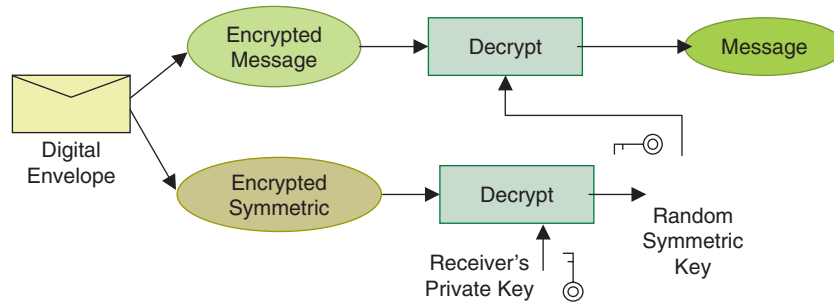 Encrypted
Message
Decrypt
Message
Digital
Envelope
Encrypted
Symmetric
Decrypt
Random
Symmetric
Key
Receiver's
Private Key